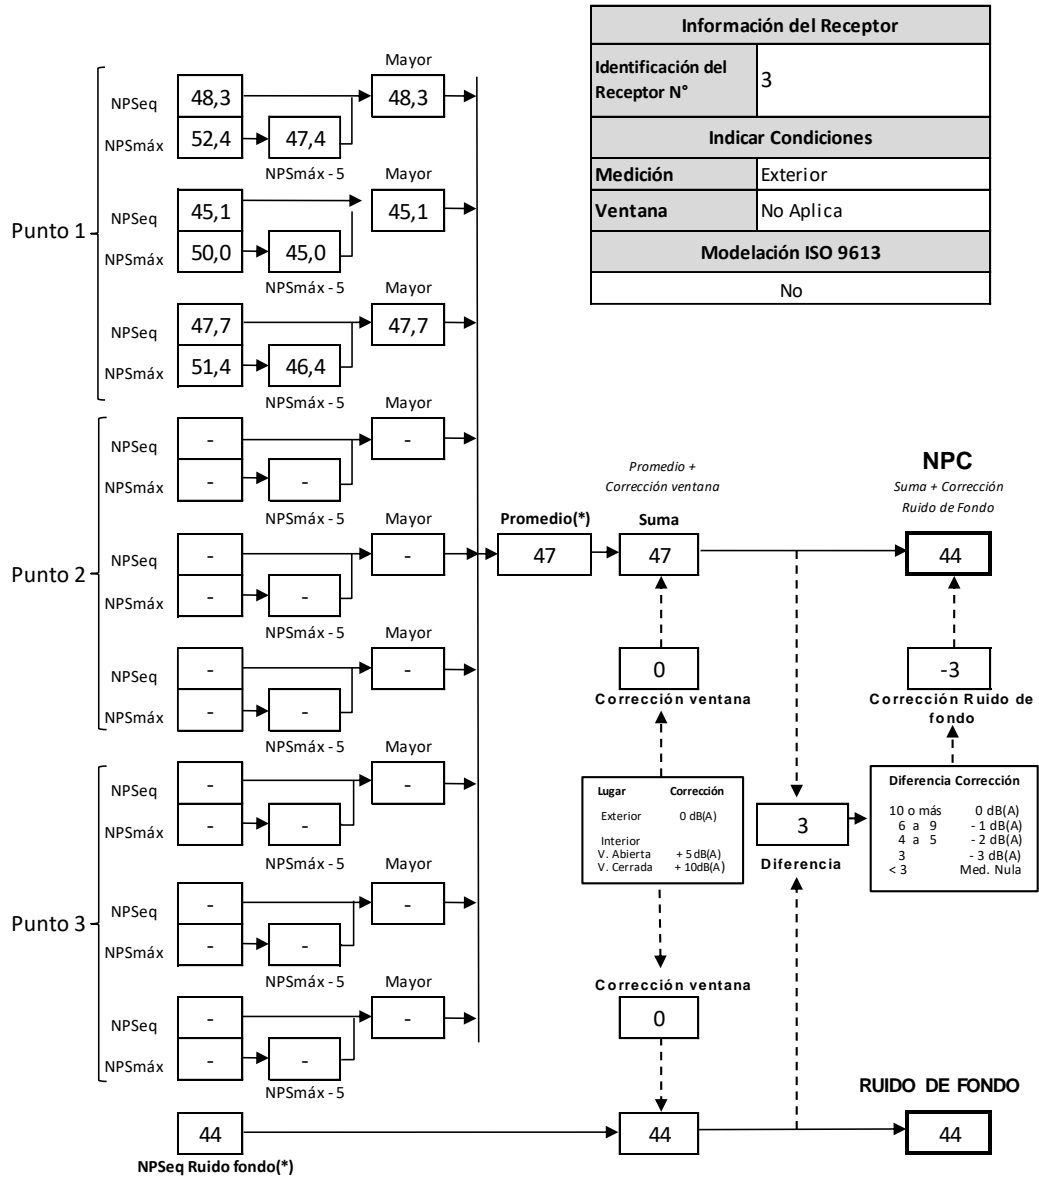 Información del Receptor
Identificación del Receptor N°
3
Indicar Condiciones
Medición
Exterior
Ventana
No Aplica
Modelación ISO 9613
No
Punto 1
Mayor
NPSeq
48,3
48,3
NPSmáx
52,4
47,4
NPSmáx - 5
Mayor
NPSeq
45,1
45,1
NPSmáx
50,0
45,0
NPSmáx - 5
Mayor
NPSeq
47,7
47,7
NPSmáx
51,4
46,4
NPSmáx - 5
Punto 2
Mayor
NPSeq
-
-
NPSmáx
-
-
NPSmáx - 5
Mayor
NPSeq
-
-
NPSmáx
-
-
NPSmáx - 5
Mayor
NPSeq
-
-
NPSmáx
-
-
NPSmáx - 5
Punto 3
Mayor
NPSeq
-
-
NPSmáx
-
-
NPSmáx - 5
Mayor
NPSeq
-
-
NPSmáx
-
-
NPSmáx - 5
Mayor
NPSeq
-
-
NPSmáx
-
-
NPSmáx - 5
Promedio(*)
47
Promedio +
Corrección ventana
Suma
47
NPC
Suma + Corrección
Ruido de Fondo
44
0
Corrección ventana
-3
Corrección Ruido de
fondo
Lugar Corrección
Exterior 0 dB(A)
Interior
V. Abierta + 5 dB(A)
V. Cerrada + 10dB(A)
3
Diferencia
Diferencia Corrección
10 o más 0 dB(A)
6 a 9 - 1 dB(A)
4 a 5 - 2 dB(A)
3 - 3 dB(A)
< 3 Med. Nula
Corrección ventana
0
44
NPSeq Ruido fondo(*)
44
RUIDO DE FONDO
44